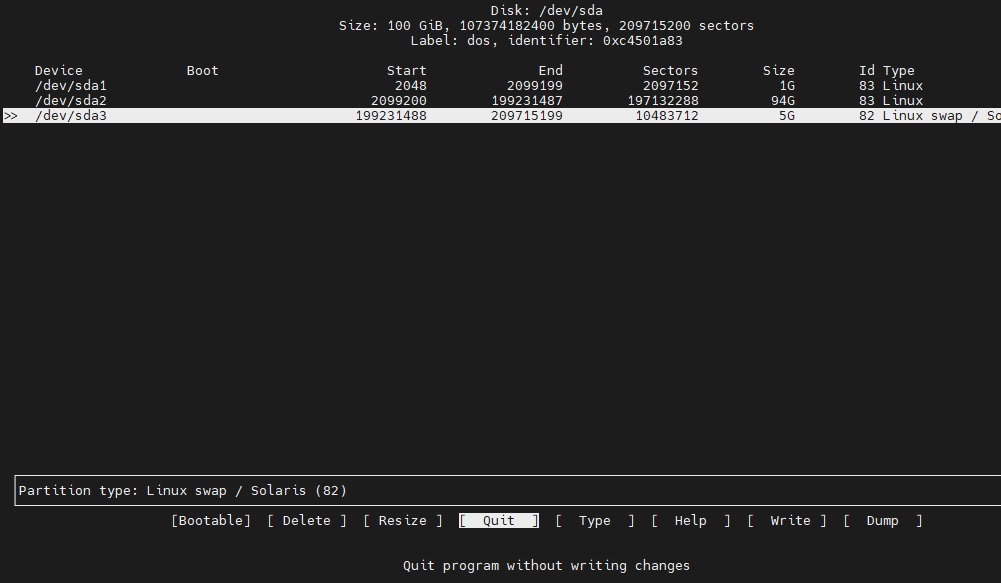 Disk: /dev/sda
Size: 100 GiB, 107374182400 bytes, 209715200 sectors
Label: dos, identifier: 0xc4501a83
Device Boot Start End Sectors Size Id Type
/dev/sda1 2048 2099199 2097152 1G 83 Linux
/dev/sda2 2099200 199231487 197132288 94G 83 Linux
>> /dev/sda3 199231488 209715199 10483712 5G 82 Linux swap / So
Partition type: Linux swap / Solaris (82)
[Bootable] [ Delete ] [ Resize ] [ Quit ] [ Type ] [ Help ] [ Write ] [ Dump ]
Quit program without writing changes